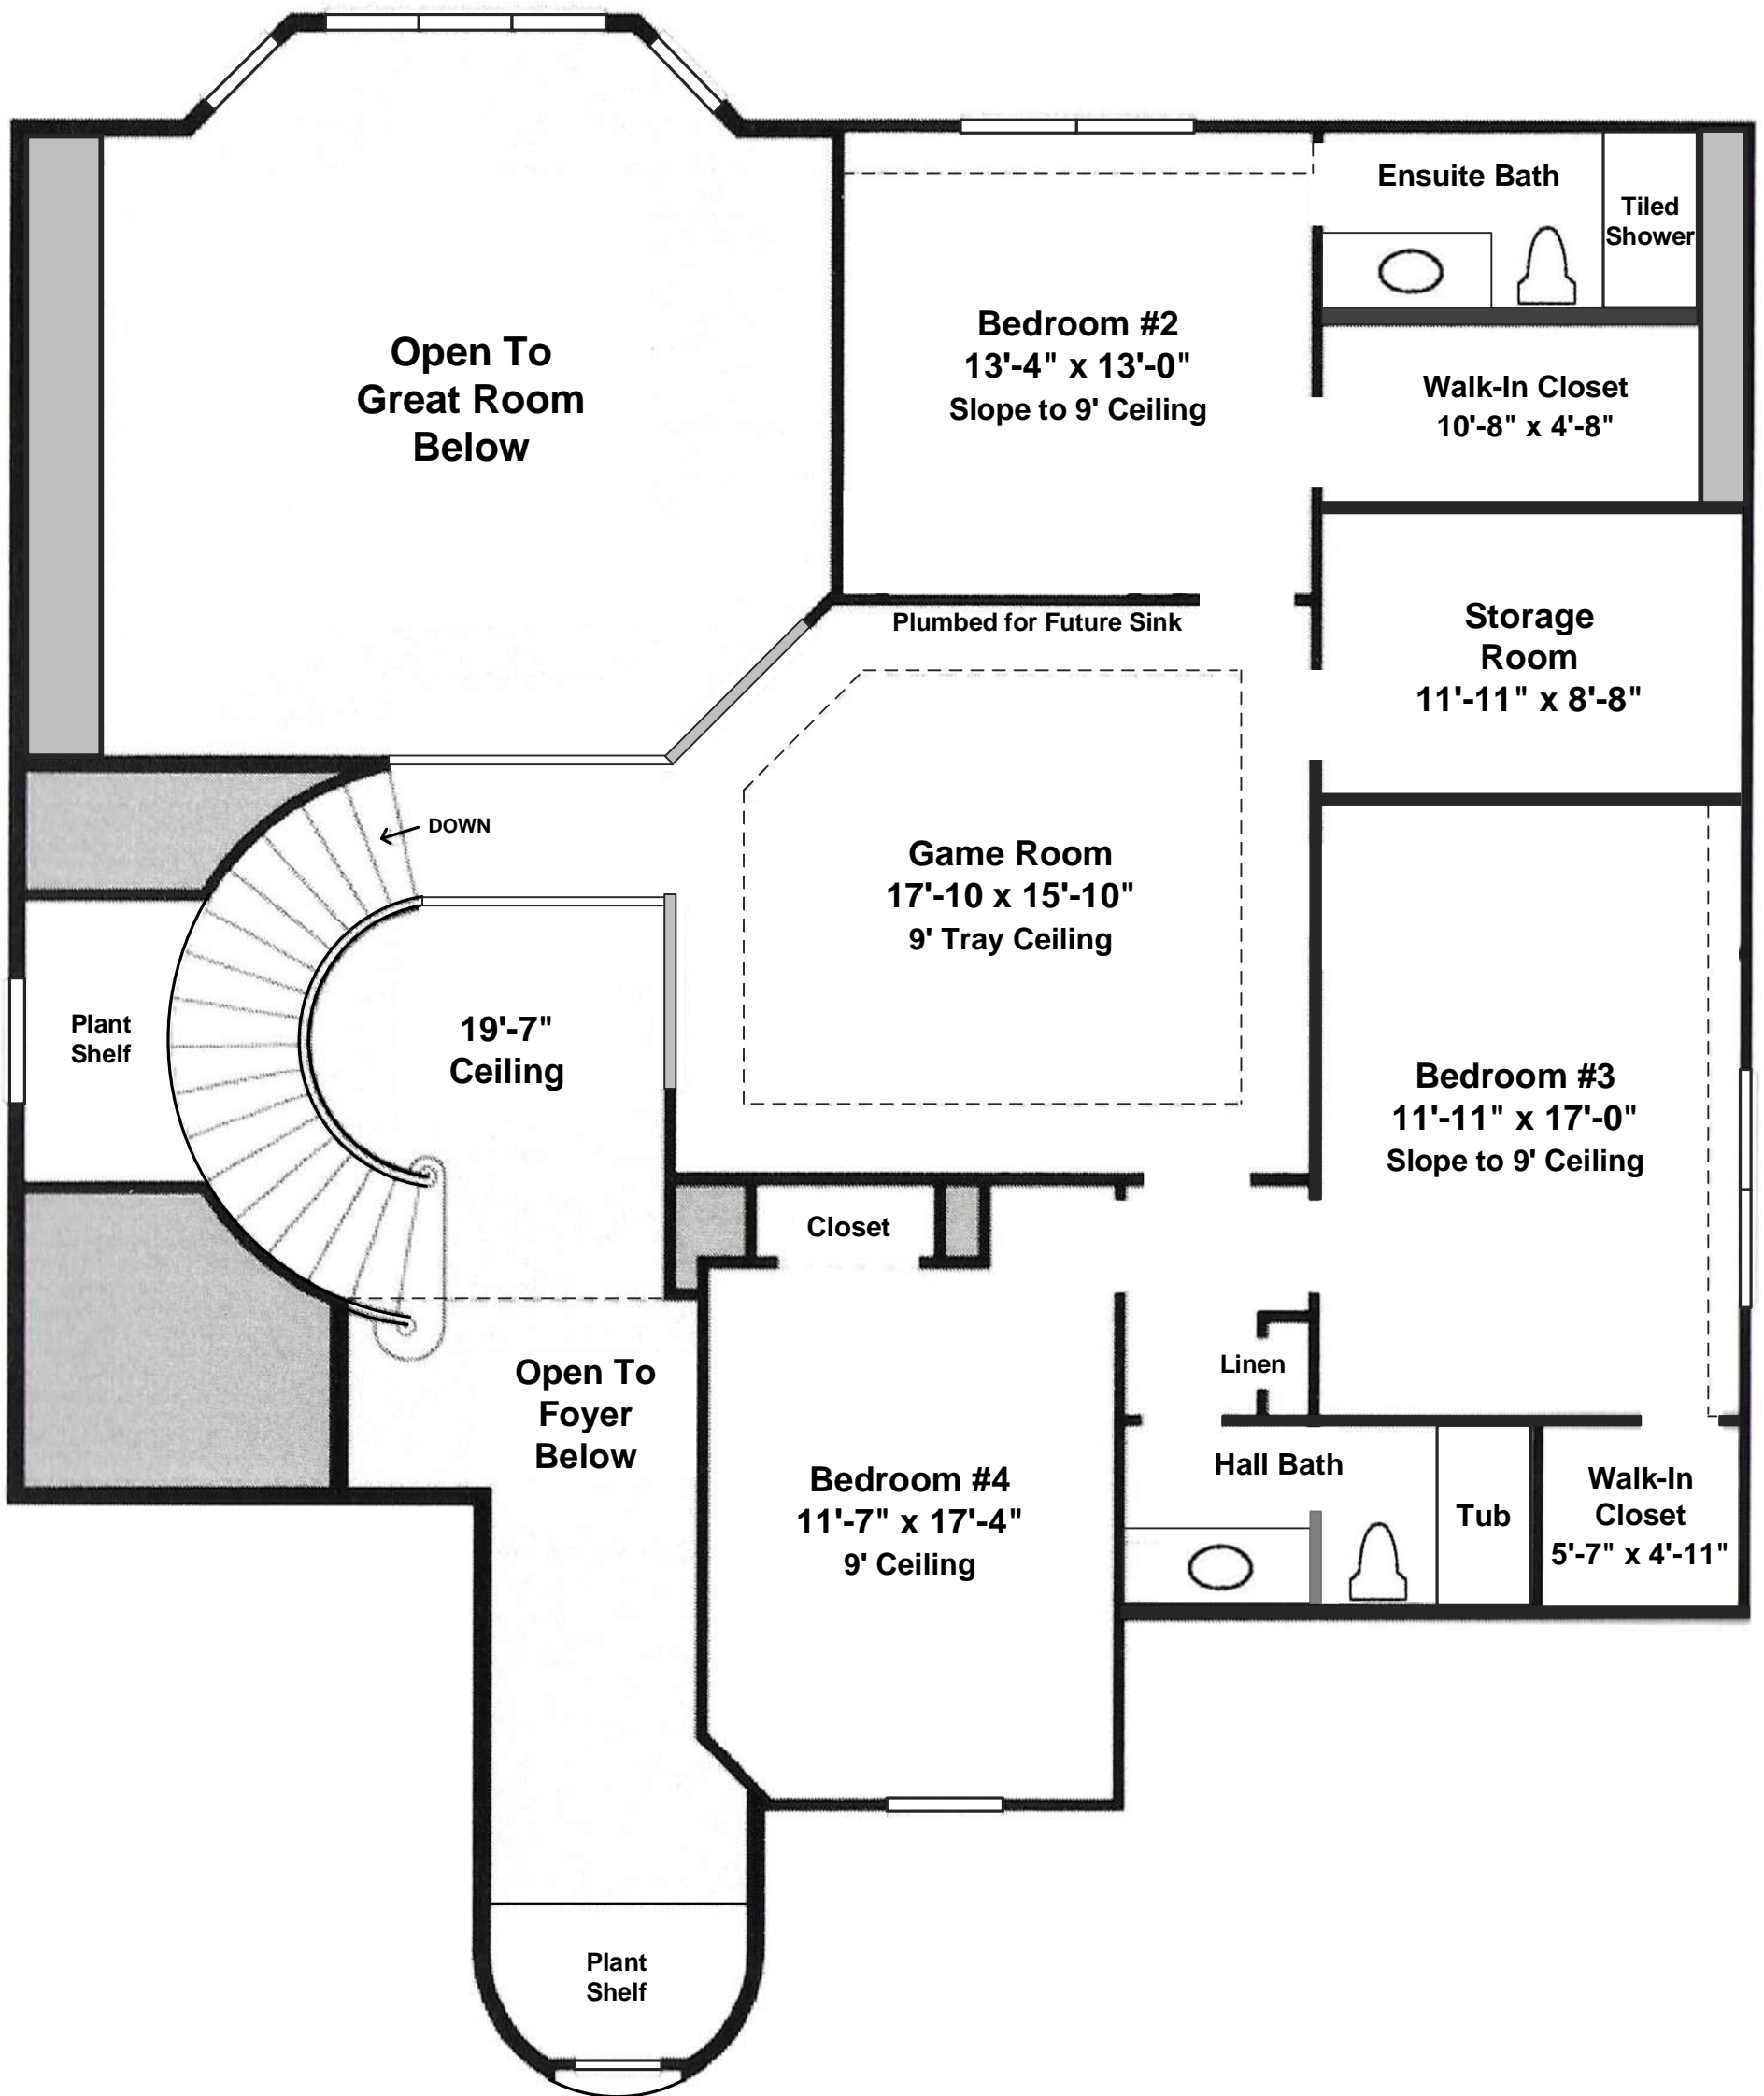 Ensuite Bath
Tiled
Shower
Open To
Great Room
Below
Bedroom #2
13'-4" x 13'-0"
Slope to 9' Ceiling
Walk-In Closet
10'-8" x 4'-8"
Plumbed for Future Sink
Storage
Room
11'-11" x 8'-8"
DOWN
Game Room
17'-10 x 15'-10"
9' Tray Ceiling
Plant
Shelf
19'-7"
Ceiling
Bedroom #3
11'-11" x 17'-0"
Slope to 9' Ceiling
Closet
Linen
Open To
Foyer
Below
Bedroom #4
11'-7" x 17'-4"
9' Ceiling
Hall Bath
Tub
Walk-In
Closet
5'-7" x 4'-11"
Plant
Shelf